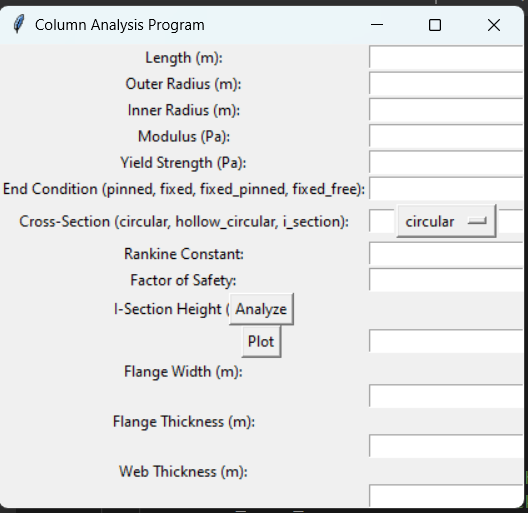 Column Analysis Program
Length (m):
Outer Radius (m):
Inner Radius (m):
Modulus (Pa):
Yield Strength (Pa):
End Condition (pinned, fixed, fixed_pinned, fixed_free):
Cross-Section (circular, hollow_circular, i_section): circular
Rankine Constant:
Factor of Safety:
I-Section Height ( Analyze
Plot
Flange Width (m):
Flange Thickness (m):
Web Thickness (m):